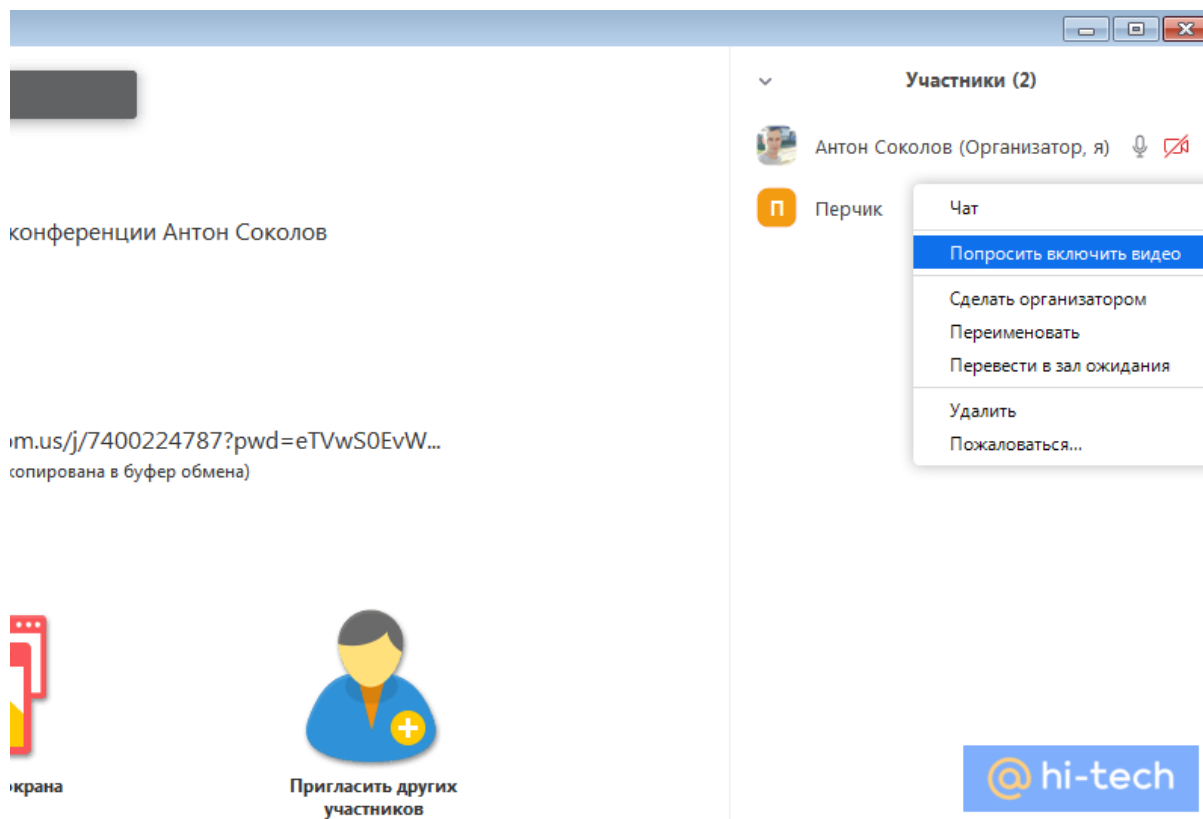 Участники (2)
Антон Соколов (Организатор, я)
П
Перчик
Чат
Попросить включить видео
Сделать организатором
Переименовать
Перевести в зал ожидания
Удалить
Пожаловаться...
конференции Антон Соколов
om.us/j/7400224787?pwd=eTVwS0EvW...
копирована в буфер обмена)
экрана
Пригласить других
участников
@ hi-tech